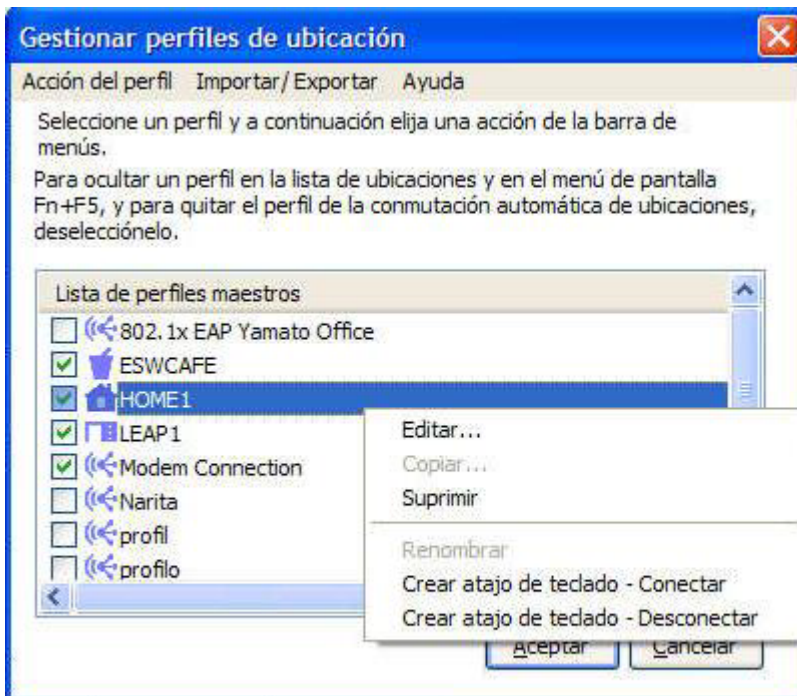 Gestionar perfiles de ubicación
Acción del perfil Importar/Exportar Ayuda
Seleccione un perfil y a continuación elija una acción de la barra de
menús.
Para ocultar un perfil en la lista de ubicaciones y en el menú de pantalla
Fn+F5, y para quitar el perfil de la conmutación automática de ubicaciones,
deselecciónelo.
Lista de perfiles maestros
802.1x EAP Yamato Office
ESWCAFE
HOME1
LEAP1
Modem Connection
Narita
profil
profilo
Editar...
Copiar...
Suprimir
Renombrar
Crear atajo de teclado - Conectar
Crear atajo de teclado - Desconectar
Aceptar Cancelar